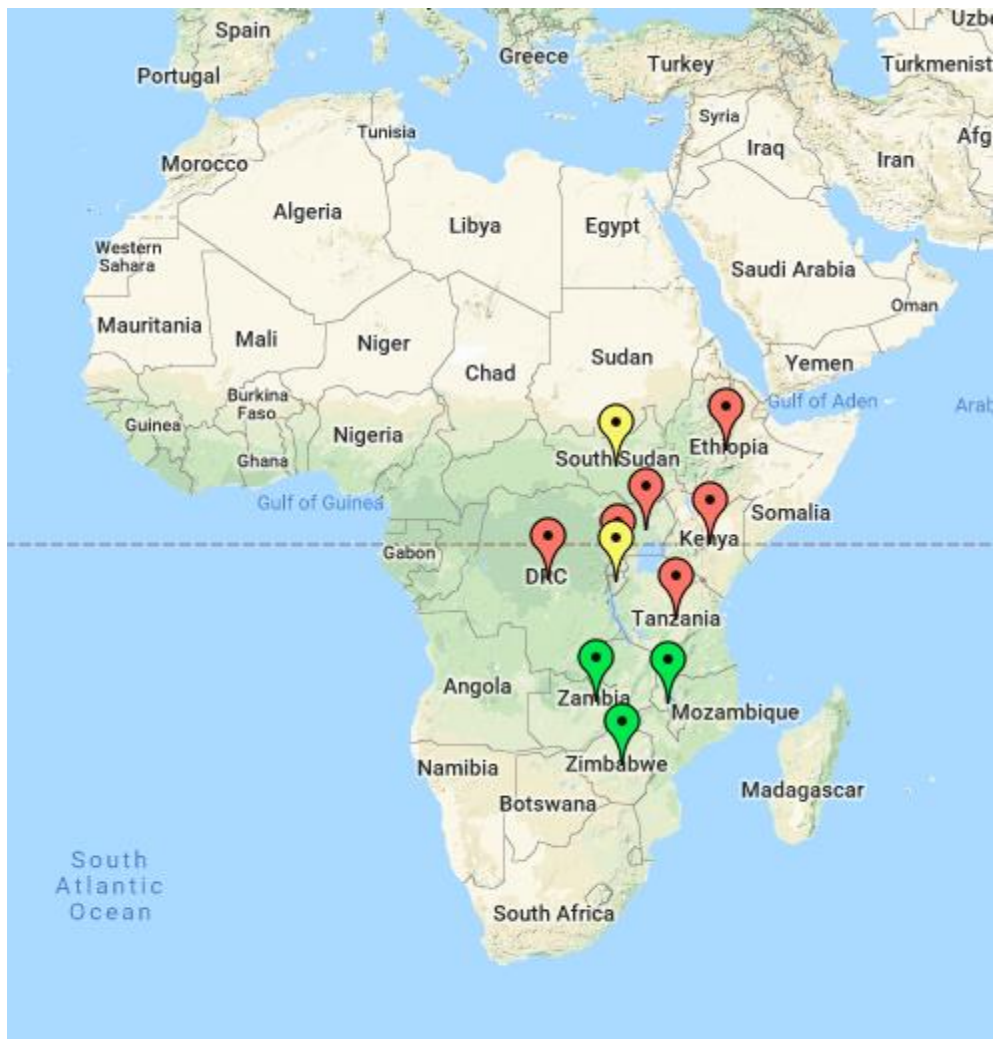 Uzbe
Spain
Greece
Turkey
Portugal
Turkmenist
Syria
Tunisia
Afg
Iraq
Iran
Morocco
Algeria
Libya
Egypt
Western
Sahara
Saudi Arabia
Oman
Mauritania
Mali
Niger
Chad
Sudan
Yemen
Burkina
Faso
Gulf of Aden
Arab
Guinea
Nigeria
Ethiopia
Ghana
South Sudan
Gulf of Guinea
Somalia
Kenya
Gabon
DRC
Tanzania
Angola
Zambia
Mozambique
Namibia
Zimbabwe
Madagascar
Botswana
South
Atlantic
Ocean
South Africa